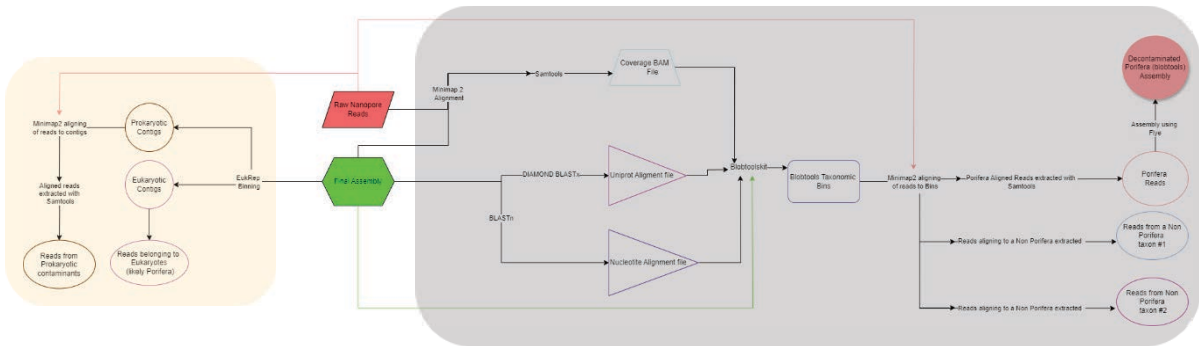 Minimap2 aligning
of reads to contigs
Aligned reads
extracted with
Samtools
Reads from
Prokaryotic
contaminants
Prokaryotic
Contigs
Eukaryotic
Contigs
Reads belonging to
Eukaryotes
(likely Porifera)
EukRep
Binning
Raw Nanopore
Reads
Final Assembly
Minimap 2
Alignment
Samtools
Coverage BAM
File
DIAMOND BLASTx
Uniprot Aligment file
BLASTn
Nucleotite Alignment file
Blobtoolskit
Blobtools Taxonomic
Bins
Minimap2 aligning
of reads to Bins
Porifera Aligned Reads extracted with
Samtools
Reads aligning to a Non Porifera extracted
Reads aligning to a Non Porifera extracted
Decontaminated
Porifera (blobtools)
Assembly
Assembly using
Flye
Porifera
Reads
Reads from a Non
Porifera
taxon #1
Reads from Non
Porifera
taxon #2